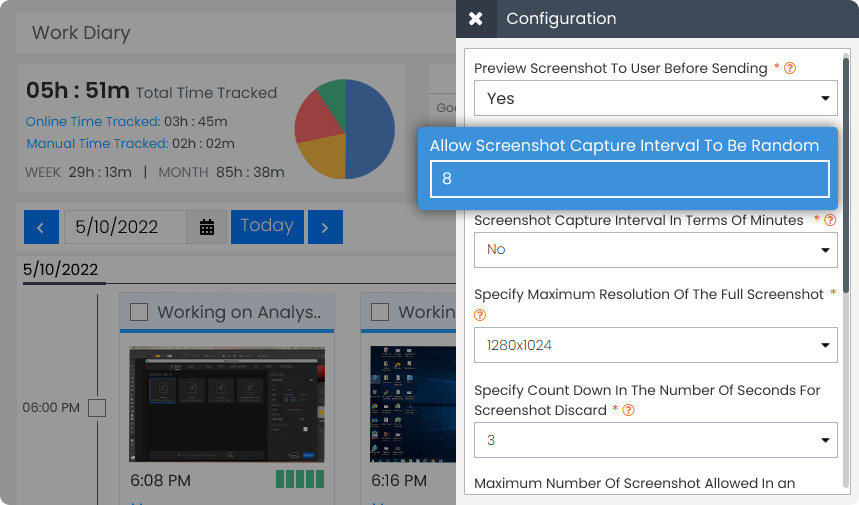 Work Diary
05h : 51m Total Time Tracked
Online Time Tracked: 03h : 45m
Manual Time Tracked: 02h : 02m
WEEK 29h : 13m | MONTH 85h : 38m
5/10/2022
Today
5/10/2022
Working on Analys..
06:00 PM
6:08 PM
6:16 PM
Configuration
Preview Screenshot To User Before Sending *
Yes
Allow Screenshot Capture Interval To Be Random
8
Screenshot Capture Interval In Terms Of Minutes *
No
Specify Maximum Resolution Of The Full Screenshot *
1280x1024
Specify Count Down In The Number Of Seconds For
Screenshot Discard *
3
Maximum Number Of Screenshot Allowed In an